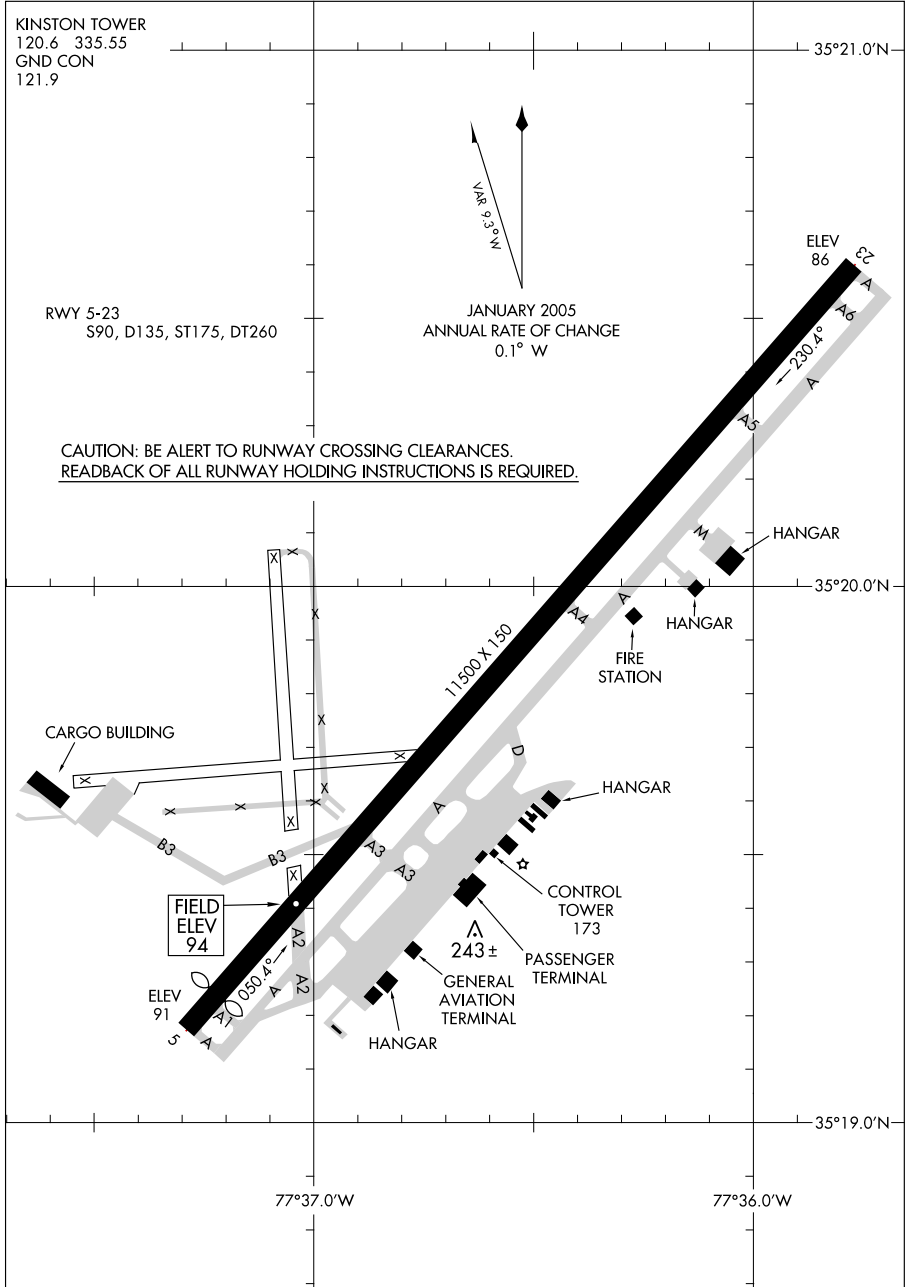 KINSTON TOWER
120.6 335.55
GND CON
121.9
35°21.0'N
VAR 9.3° W
JANUARY 2005
ANNUAL RATE OF CHANGE
0.1° W
ELEV
86
23
A
A6
230.4°
A
A5
RWY 5-23
S90, D135, ST175, DT260
CAUTION: BE ALERT TO RUNWAY CROSSING CLEARANCES.
READBACK OF ALL RUNWAY HOLDING INSTRUCTIONS IS REQUIRED.
M
HANGAR
35°20.0'N
X
X
X
A
A4
HANGAR
FIRE
STATION
11500 X 150
X
CARGO BUILDING
X
X
D
X
X
X
X
X
A
HANGAR
B3
B3
A3
A3
X
CONTROL
TOWER
173
FIELD
ELEV
94
A2
A2
243 ±
PASSENGER
TERMINAL
GENERAL
AVIATION
TERMINAL
050.4°
A
ELEV
91
A1
5
A
HANGAR
35°19.0'N
77°37.0'W
77°36.0'W